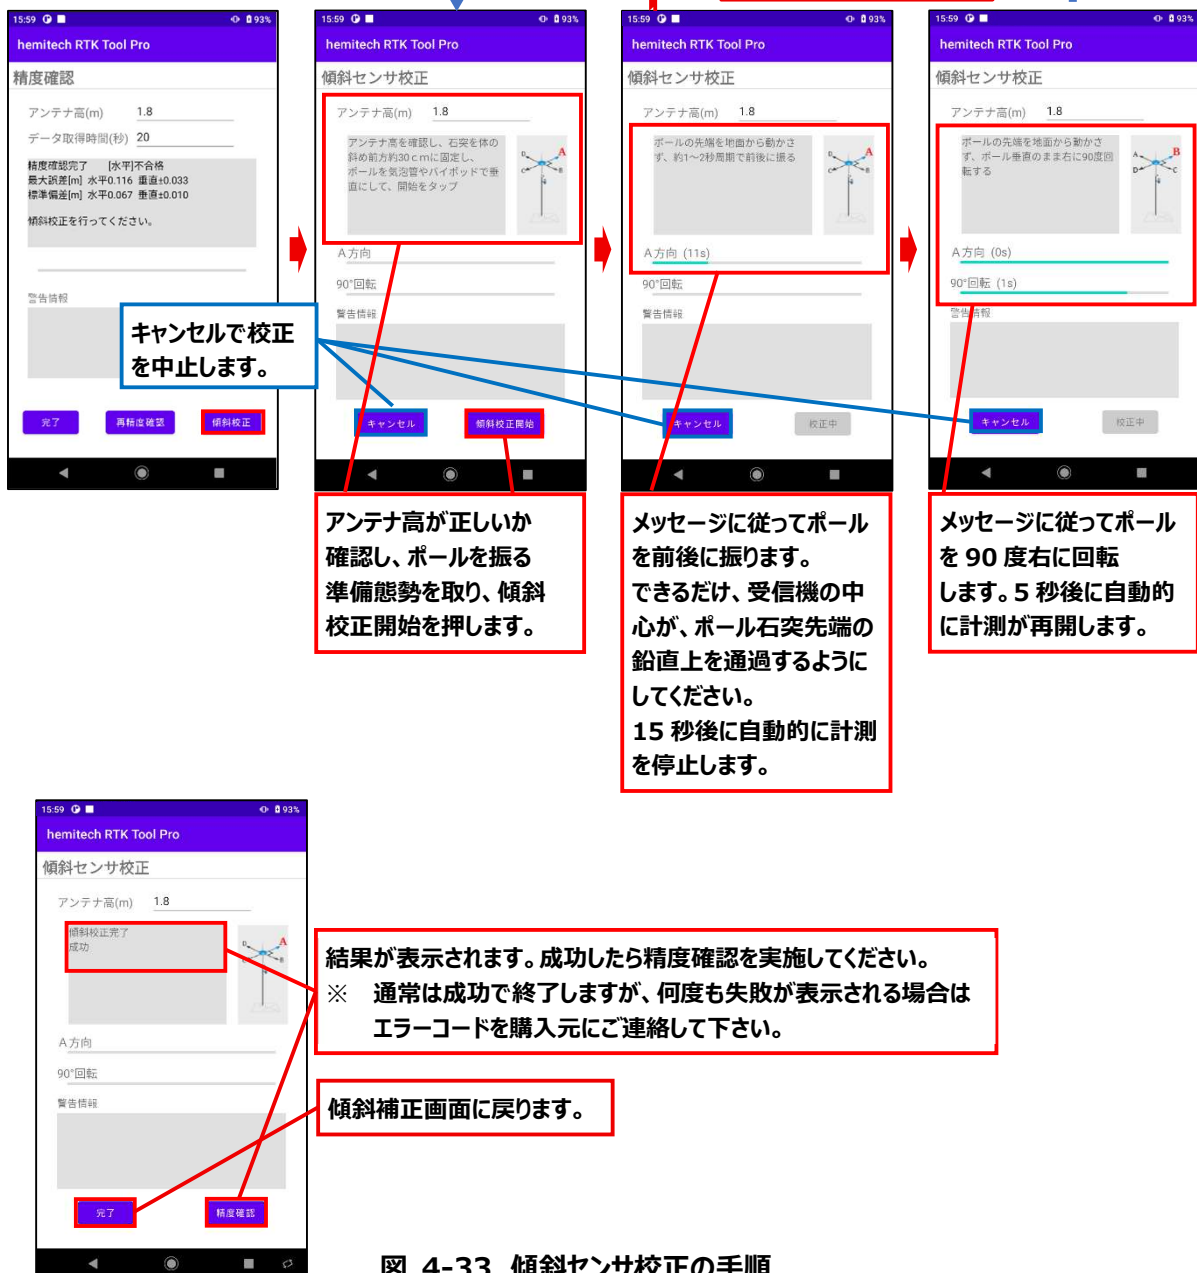 15:59 93%
hemitech RTK Tool Pro
精度確認
アンテナ高(m) 1.8
データ取得時間(秒) 20
精度確認完了 [水平]不合格
最大誤差[m] 水平0.116 垂直±0.033
標準偏差[m] 水平0.067 垂直±0.010
傾斜校正を行ってください。
警告情報
完了 再精度確認 傾斜校正
15:59 93%
hemitech RTK Tool Pro
傾斜センサ校正
アンテナ高(m) 1.8
アンテナ高を確認し、石突を体の
斜め前方約30ｃｍに固定し、
ポールを気泡管やバイポッドで垂
直にして、開始をタップ
D A
C B
A方向
90°回転
警告情報
キャンセル 傾斜校正開始
15:59 93%
hemitech RTK Tool Pro
傾斜センサ校正
アンテナ高(m) 1.8
ポールの先端を地面から動かさ
ず、約1～2秒周期で前後に振る
D A
C B
A方向 (11s)
90°回転
警告情報
キャンセル 校正中
15:59 93%
hemitech RTK Tool Pro
傾斜センサ校正
アンテナ高(m) 1.8
ポールの先端を地面から動かさ
ず、ポール垂直のまま右に90度回
転する
A B
D C
A方向 (0s)
90°回転 (1s)
警告情報
キャンセル 校正中
キャンセルで校正
を中止します。
アンテナ高が正しいか
確認し、ポールを振る
準備態勢を取り、傾斜
校正開始を押します。
メッセージに従ってポール
を前後に振ります。
できるだけ、受信機の中
心が、ポール石突先端の
鉛直上を通過するように
してください。
15 秒後に自動的に計測
を停止します。
メッセージに従ってポール
を 90 度右に回転
します。5 秒後に自動的
に計測が再開します。
15:59 93%
hemitech RTK Tool Pro
傾斜センサ校正
アンテナ高(m) 1.8
傾斜校正完了
成功
D A
C B
A方向
90°回転
警告情報
完了 精度確認
結果が表示されます。成功したら精度確認を実施してください。
※ 通常は成功で終了しますが、何度も失敗が表示される場合は
エラーコードを購入元にご連絡して下さい。
傾斜補正画面に戻ります。
図 4-33 傾斜センサ校正の手順